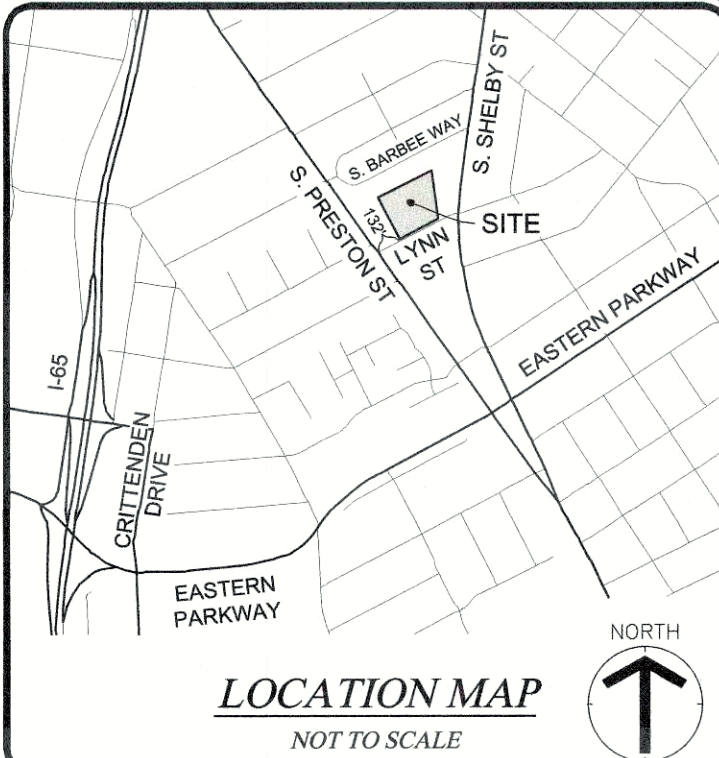 S. SHELBY ST
S. BARBEE WAY
S. PRESTON ST
132'
SITE
LYNN
ST
EASTERN PARKWAY
I-65
CRITTENDEN
DRIVE
EASTERN
PARKWAY
NORTH
LOCATION MAP
NOT TO SCALE